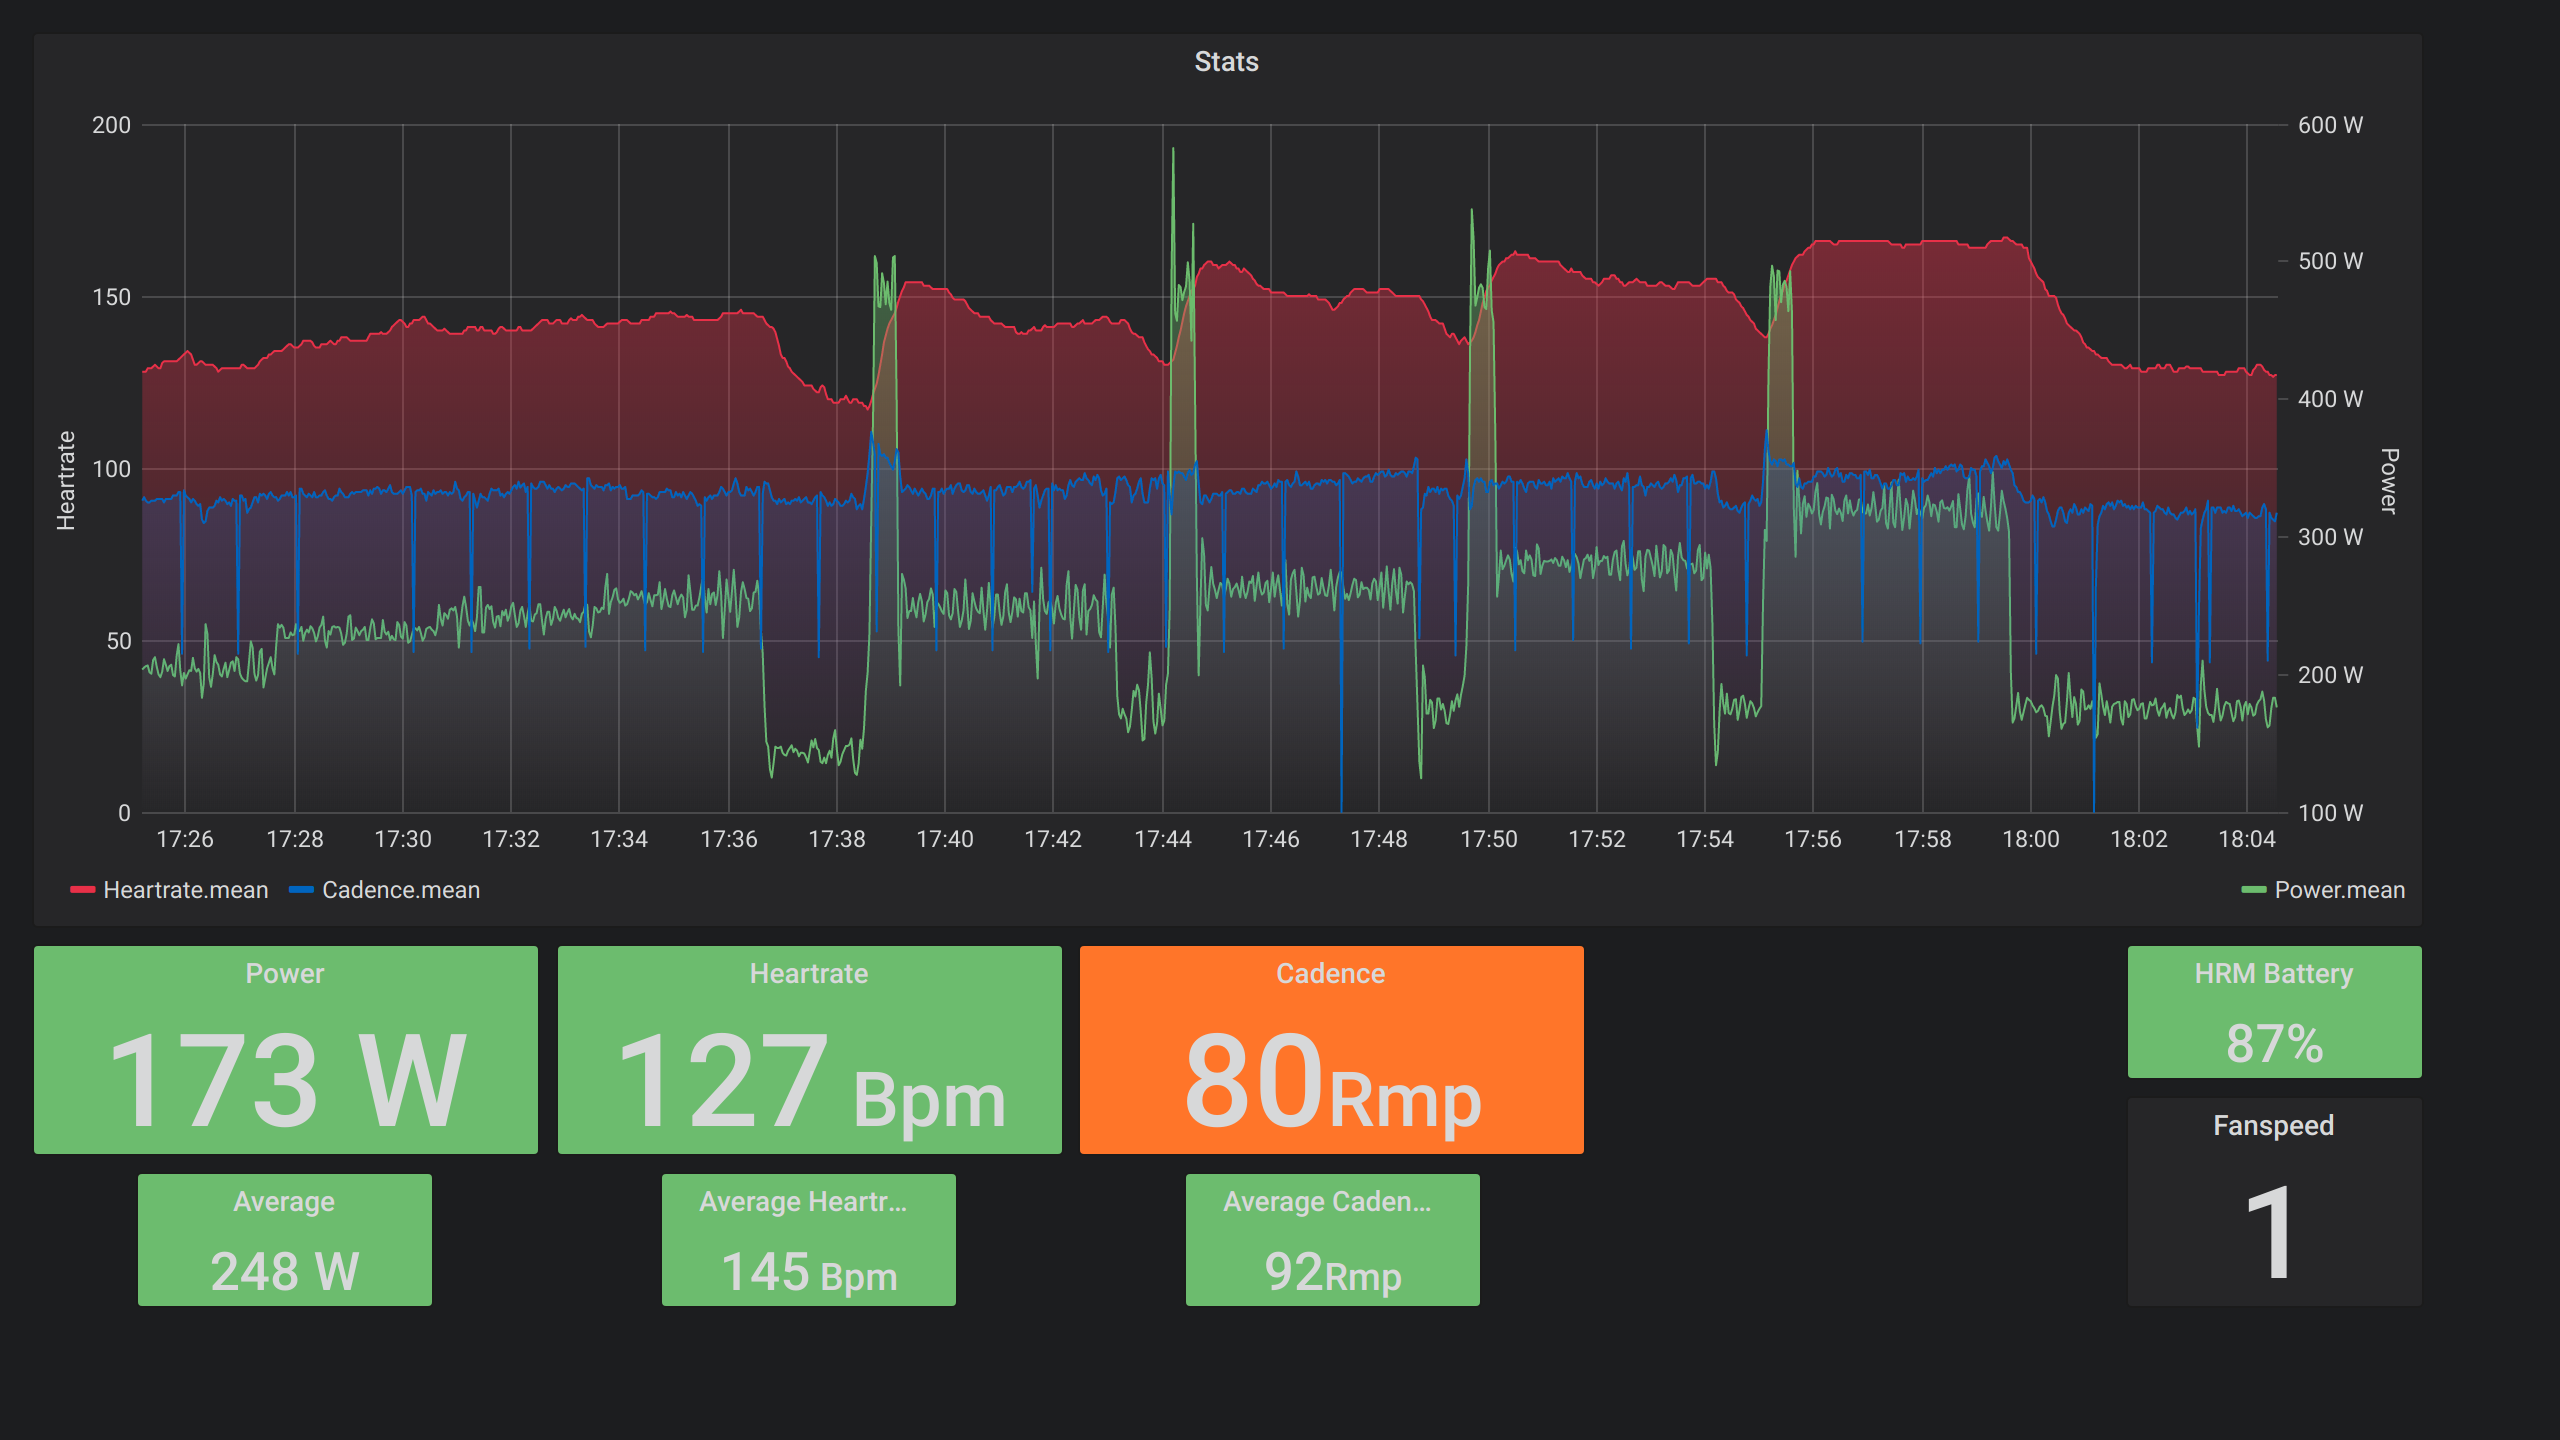 Stats
200
150
100
50
0
Heartrate
600 W
500 W
400 W
300 W
200 W
100 W
Power
17:26 17:28 17:30 17:32 17:34 17:36 17:38 17:40 17:42 17:44 17:46 17:48 17:50 17:52 17:54 17:56 17:58 18:00 18:02 18:04
Heartrate.mean Cadence.mean Power.mean
Power
173 W
Heartrate
127 Bpm
Cadence
80Rmp
HRM Battery
87%
Fanspeed
1
Average
248 W
Average Heartr...
145 Bpm
Average Caden...
92Rmp